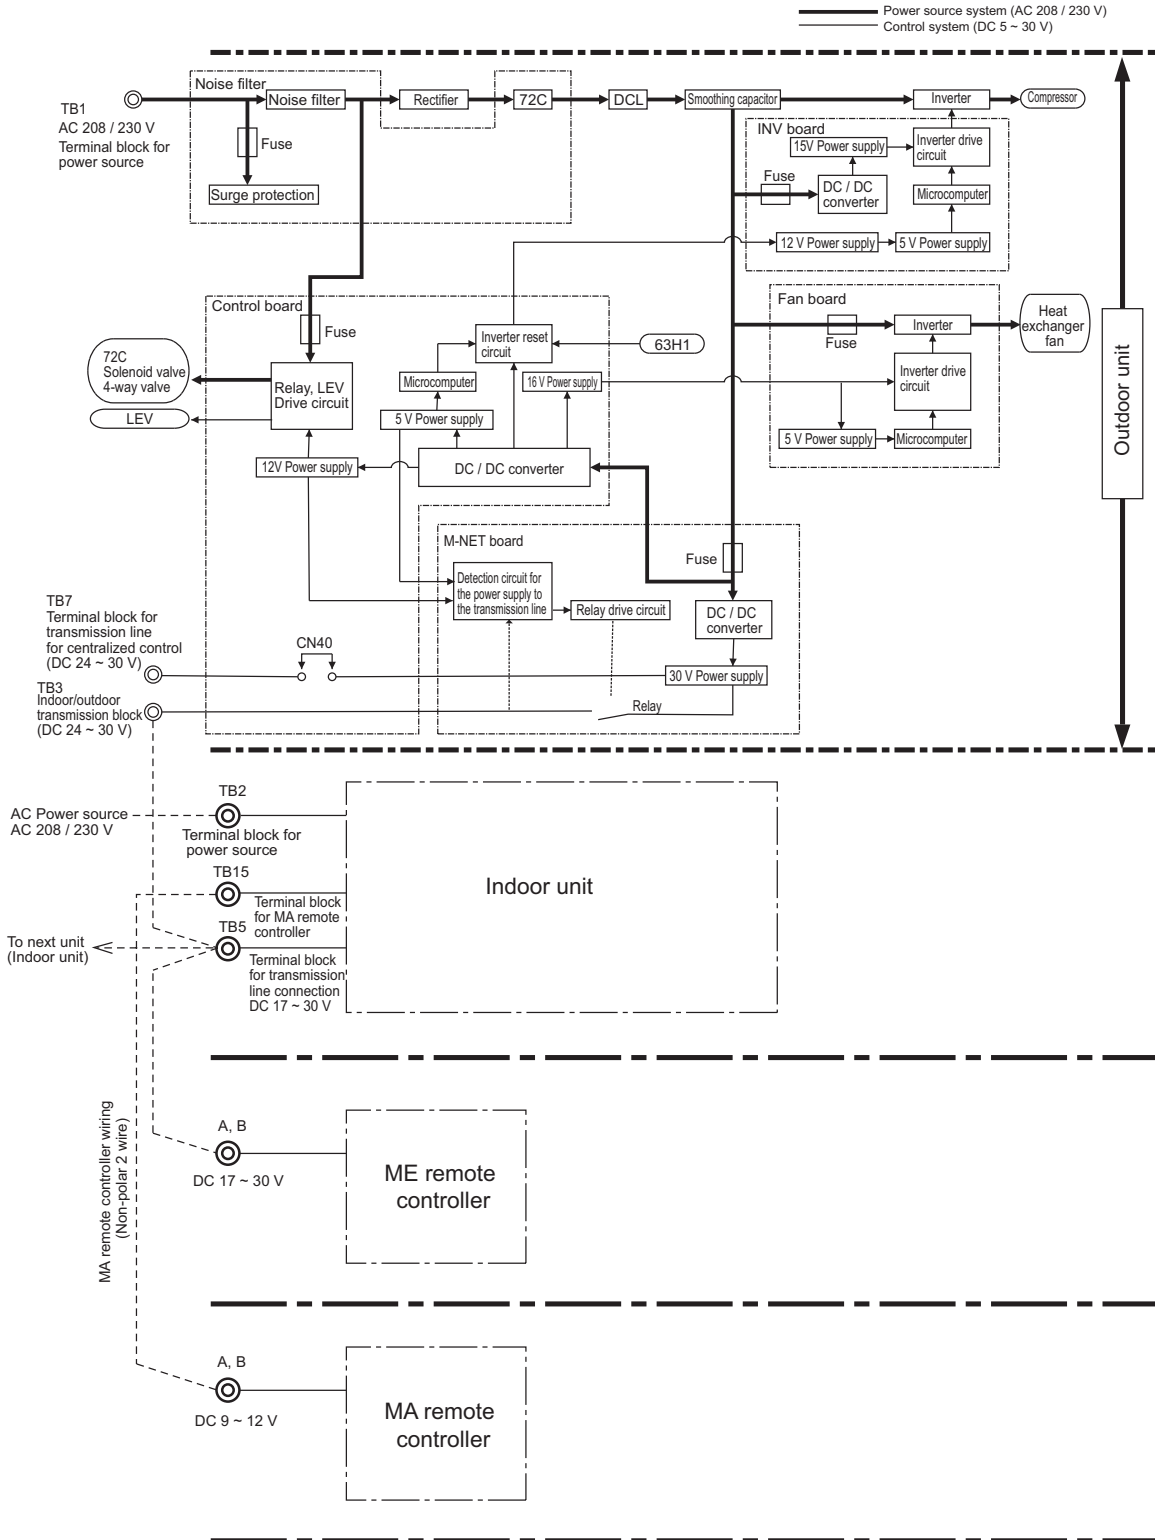 Power source system (AC 208 / 230 V)
Control system (DC 5 ~ 30 V)
Noise filter
TB1
AC 208 / 230 V
Terminal block for
power source
Noise filter
Rectifier
72C
DCL
Smoothing capacitor
Inverter
Compressor
Fuse
Surge protection
INV board
15V Power supply
Inverter drive
circuit
Fuse
DC / DC
converter
Microcomputer
12 V Power supply
5 V Power supply
Control board
Fuse
Inverter reset
circuit
63H1
72C
Solenoid valve
4-way valve
LEV
Relay, LEV
Drive circuit
Microcomputer
16 V Power supply
5 V Power supply
12V Power supply
DC / DC converter
Fan board
Fuse
Inverter
Heat
exchanger
fan
Inverter drive
circuit
5 V Power supply
Microcomputer
Outdoor unit
M-NET board
Fuse
Detection circuit for
the power supply to
the transmission line
Relay drive circuit
DC / DC
converter
30 V Power supply
Relay
TB7
Terminal block for
transmission line
for centralized control
(DC 24 ~ 30 V)
CN40
TB3
Indoor/outdoor
transmission block
(DC 24 ~ 30 V)
AC Power source
AC 208 / 230 V
TB2
Terminal block for
power source
TB15
Terminal block
for MA remote
controller
Indoor unit
To next unit
(Indoor unit)
TB5
Terminal block
for transmission
line connection
DC 17 ~ 30 V
MA remote controller wiring
(Non-polar 2 wire)
A, B
DC 17 ~ 30 V
ME remote
controller
A, B
DC 9 ~ 12 V
MA remote
controller